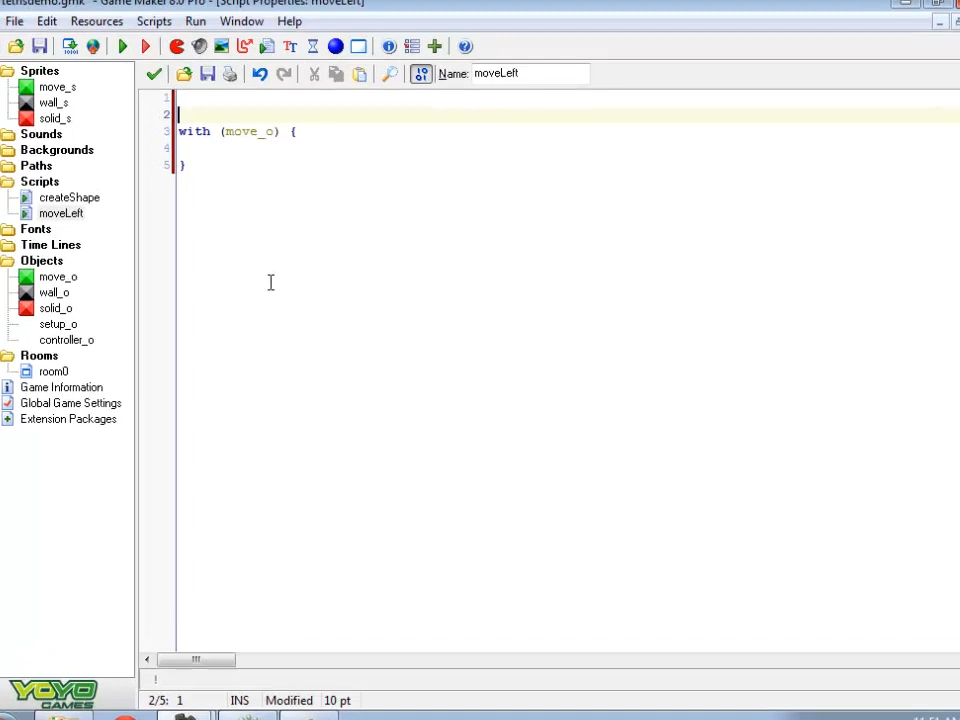 tetrisdemo.gmk - Game Maker 8.0 Pro - [Script Properties: moveLeft]
File Edit Resources Scripts Run Window Help
Name: moveLeft
Sprites
move_s
wall_s
solid_s
Sounds
Backgrounds
Paths
Scripts
createShape
moveLeft
Fonts
Time Lines
Objects
move_o
wall_o
solid_o
setup_o
controller_o
Rooms
room0
Game Information
Global Game Settings
Extension Packages
1
2
3 with (move_o) {
4
5 }
!
2/5: 1 INS Modified 10 pt
YOYO
GAMES